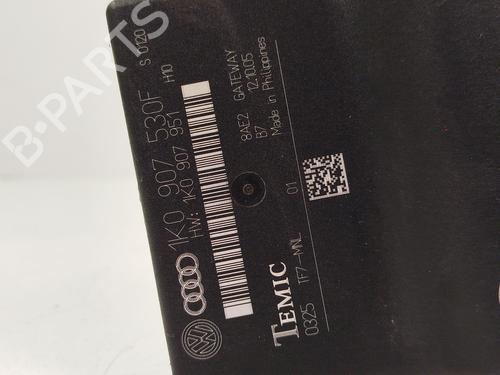 1K0 907 530F
S 0120
H10
HW: 1K0 907 951
8AE2 GATEWAY
B7 12.10.05
Made in Philippines
01
TEMIC
0325 TF7-MNL
B-PARTS